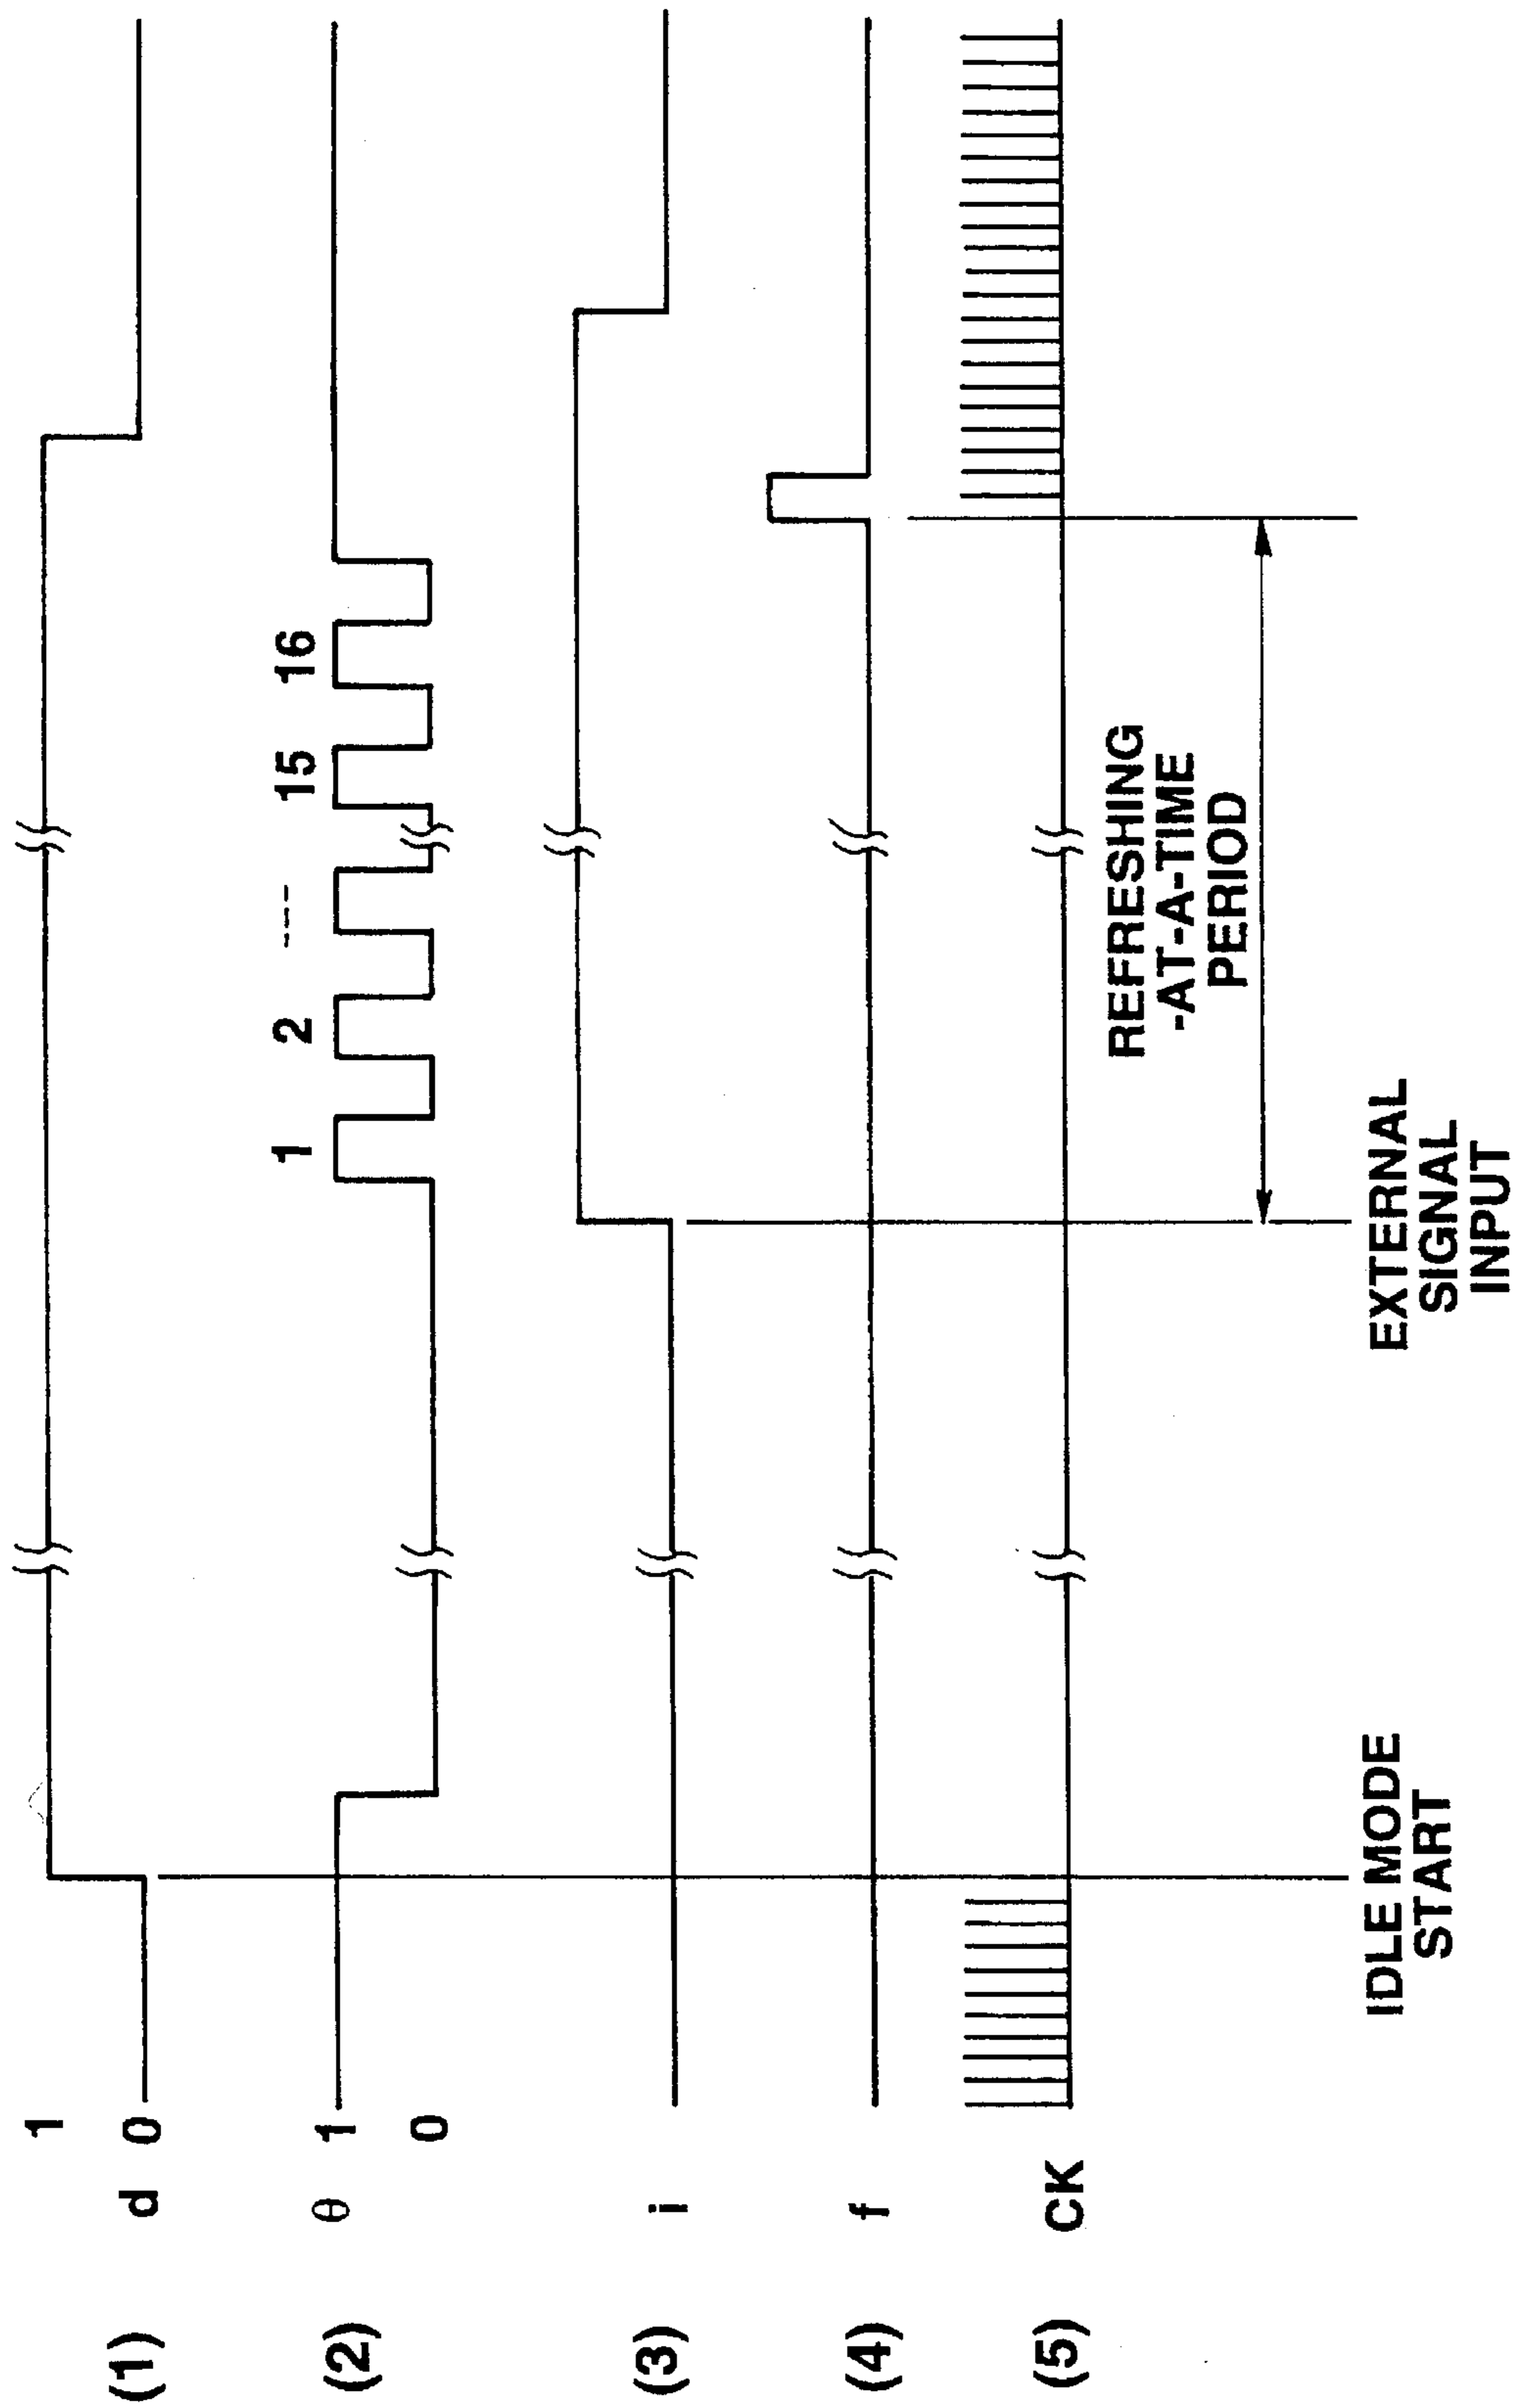 1
(1) d 0
1 2 ---- 15 16
(2) θ 1
0
(3) i
(4) f
(5) CK
REFRESHING
-AT-A-TIME
PERIOD
IDLE MODE
START
EXTERNAL
SIGNAL
INPUT